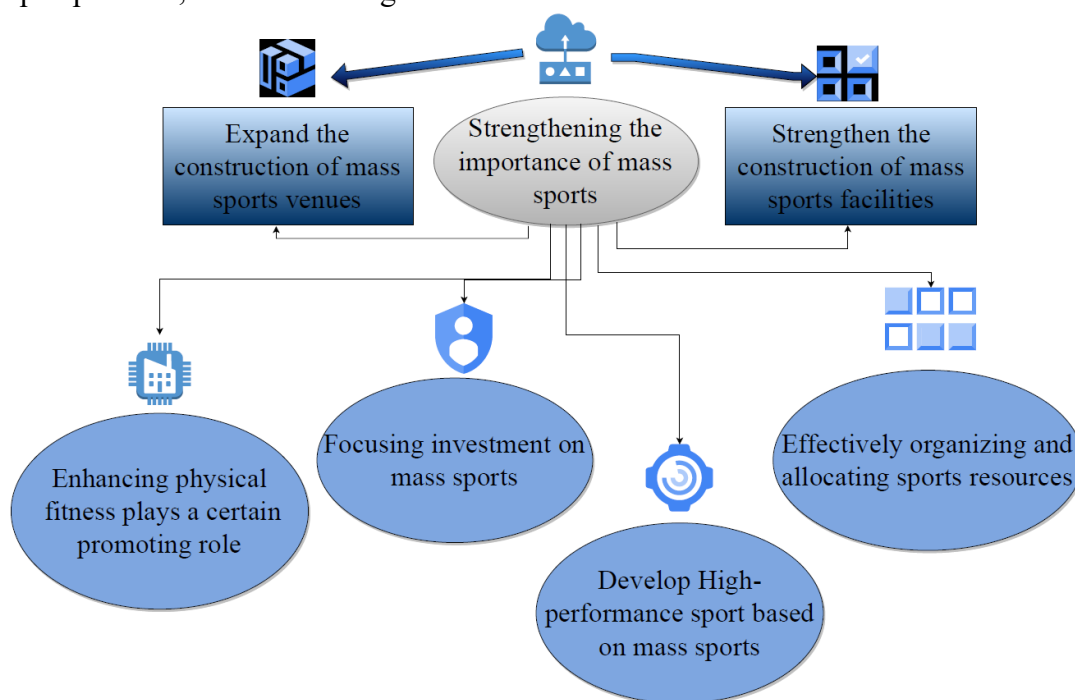 Expand the
construction of mass
sports venues
Strengthening the
importance of mass
sports
Strengthen the
construction of mass
sports facilities
Enhancing physical
fitness plays a certain
promoting role
Focusing investment on
mass sports
Develop High-
performance sport based
on mass sports
Effectively organizing and
allocating sports resources